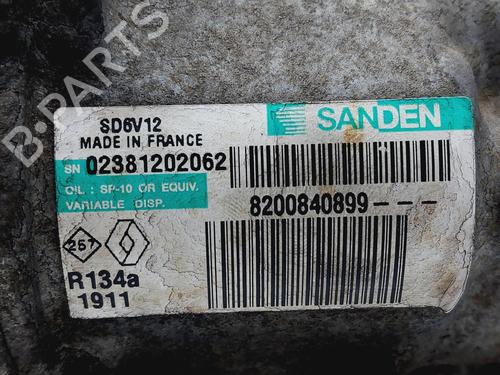 B-PARTS
SD6V12
MADE IN FRANCE
SANDEN
SN 02381202062
OIL : SP-10 OR EQUIV.
VARIABLE DISP.
8200840899---
257
R134a
1911